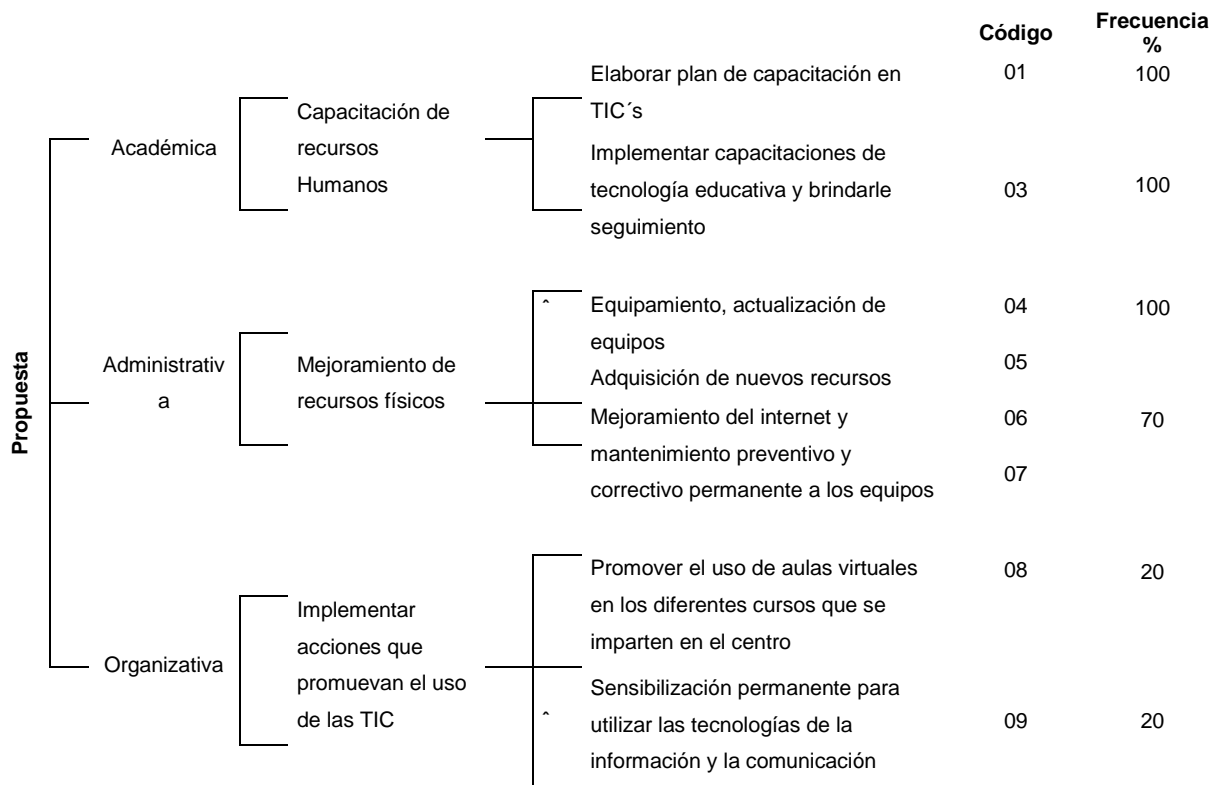 Código Frecuencia
%
Elaborar plan de capacitación en 01 100
TIC´s
Capacitación de
Académica recursos
Humanos
Implementar capacitaciones de
tecnología educativa y brindarle 03 100
seguimiento
Propuesta
ˆ Equipamiento, actualización de 04 100
equipos
Administrativ
a
Mejoramiento de
recursos físicos
Adquisición de nuevos recursos 05
Mejoramiento del internet y 06 70
mantenimiento preventivo y
correctivo permanente a los equipos 07
Organizativa
Implementar
acciones que
promuevan el uso
de las TIC
Promover el uso de aulas virtuales 08 20
en los diferentes cursos que se
imparten en el centro
Sensibilización permanente para
ˆ utilizar las tecnologías de la 09 20
información y la comunicación